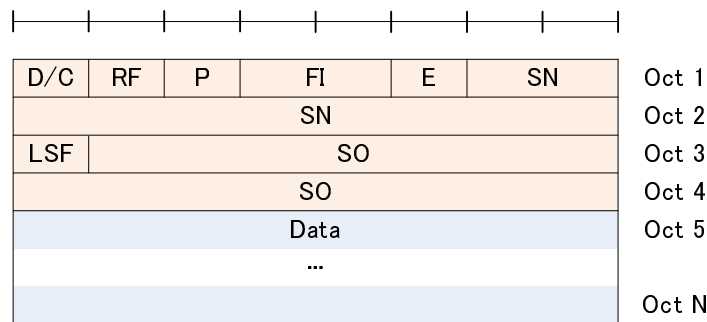 D/C RF P FI E SN Oct 1
SN Oct 2
LSF SO Oct 3
SO Oct 4
Data Oct 5
...
Oct N